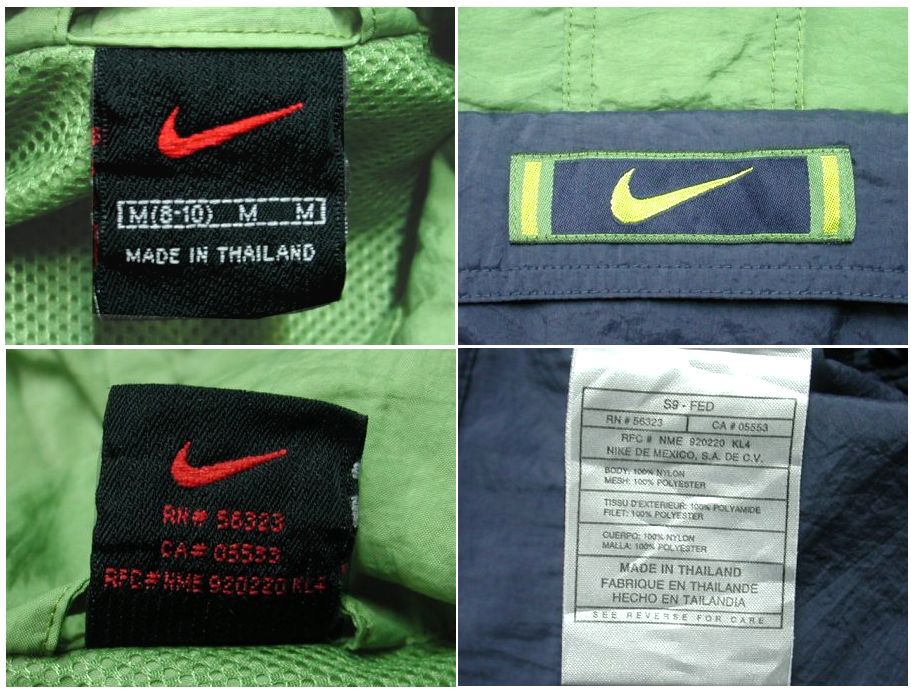 M(8-10) M M
MADE IN THAILAND
RN# 56323
CA# 05553
RFC# NME 920220 KL4
S9 - FED
RN # 56323 CA # 05553
RFC # NME 920220 KL4
NIKE DE MEXICO, S.A. DE C.V.
BODY: 100% NYLON
MESH: 100% POLYESTER
TISSU D'EXTERIEUR: 100% POLYAMIDE
FILET: 100% POLYESTER
CUERPO: 100% NYLON
MALLA: 100% POLYESTER
MADE IN THAILAND
FABRIQUE EN THAILANDE
HECHO EN TAILANDIA
SEE REVERSE FOR CARE